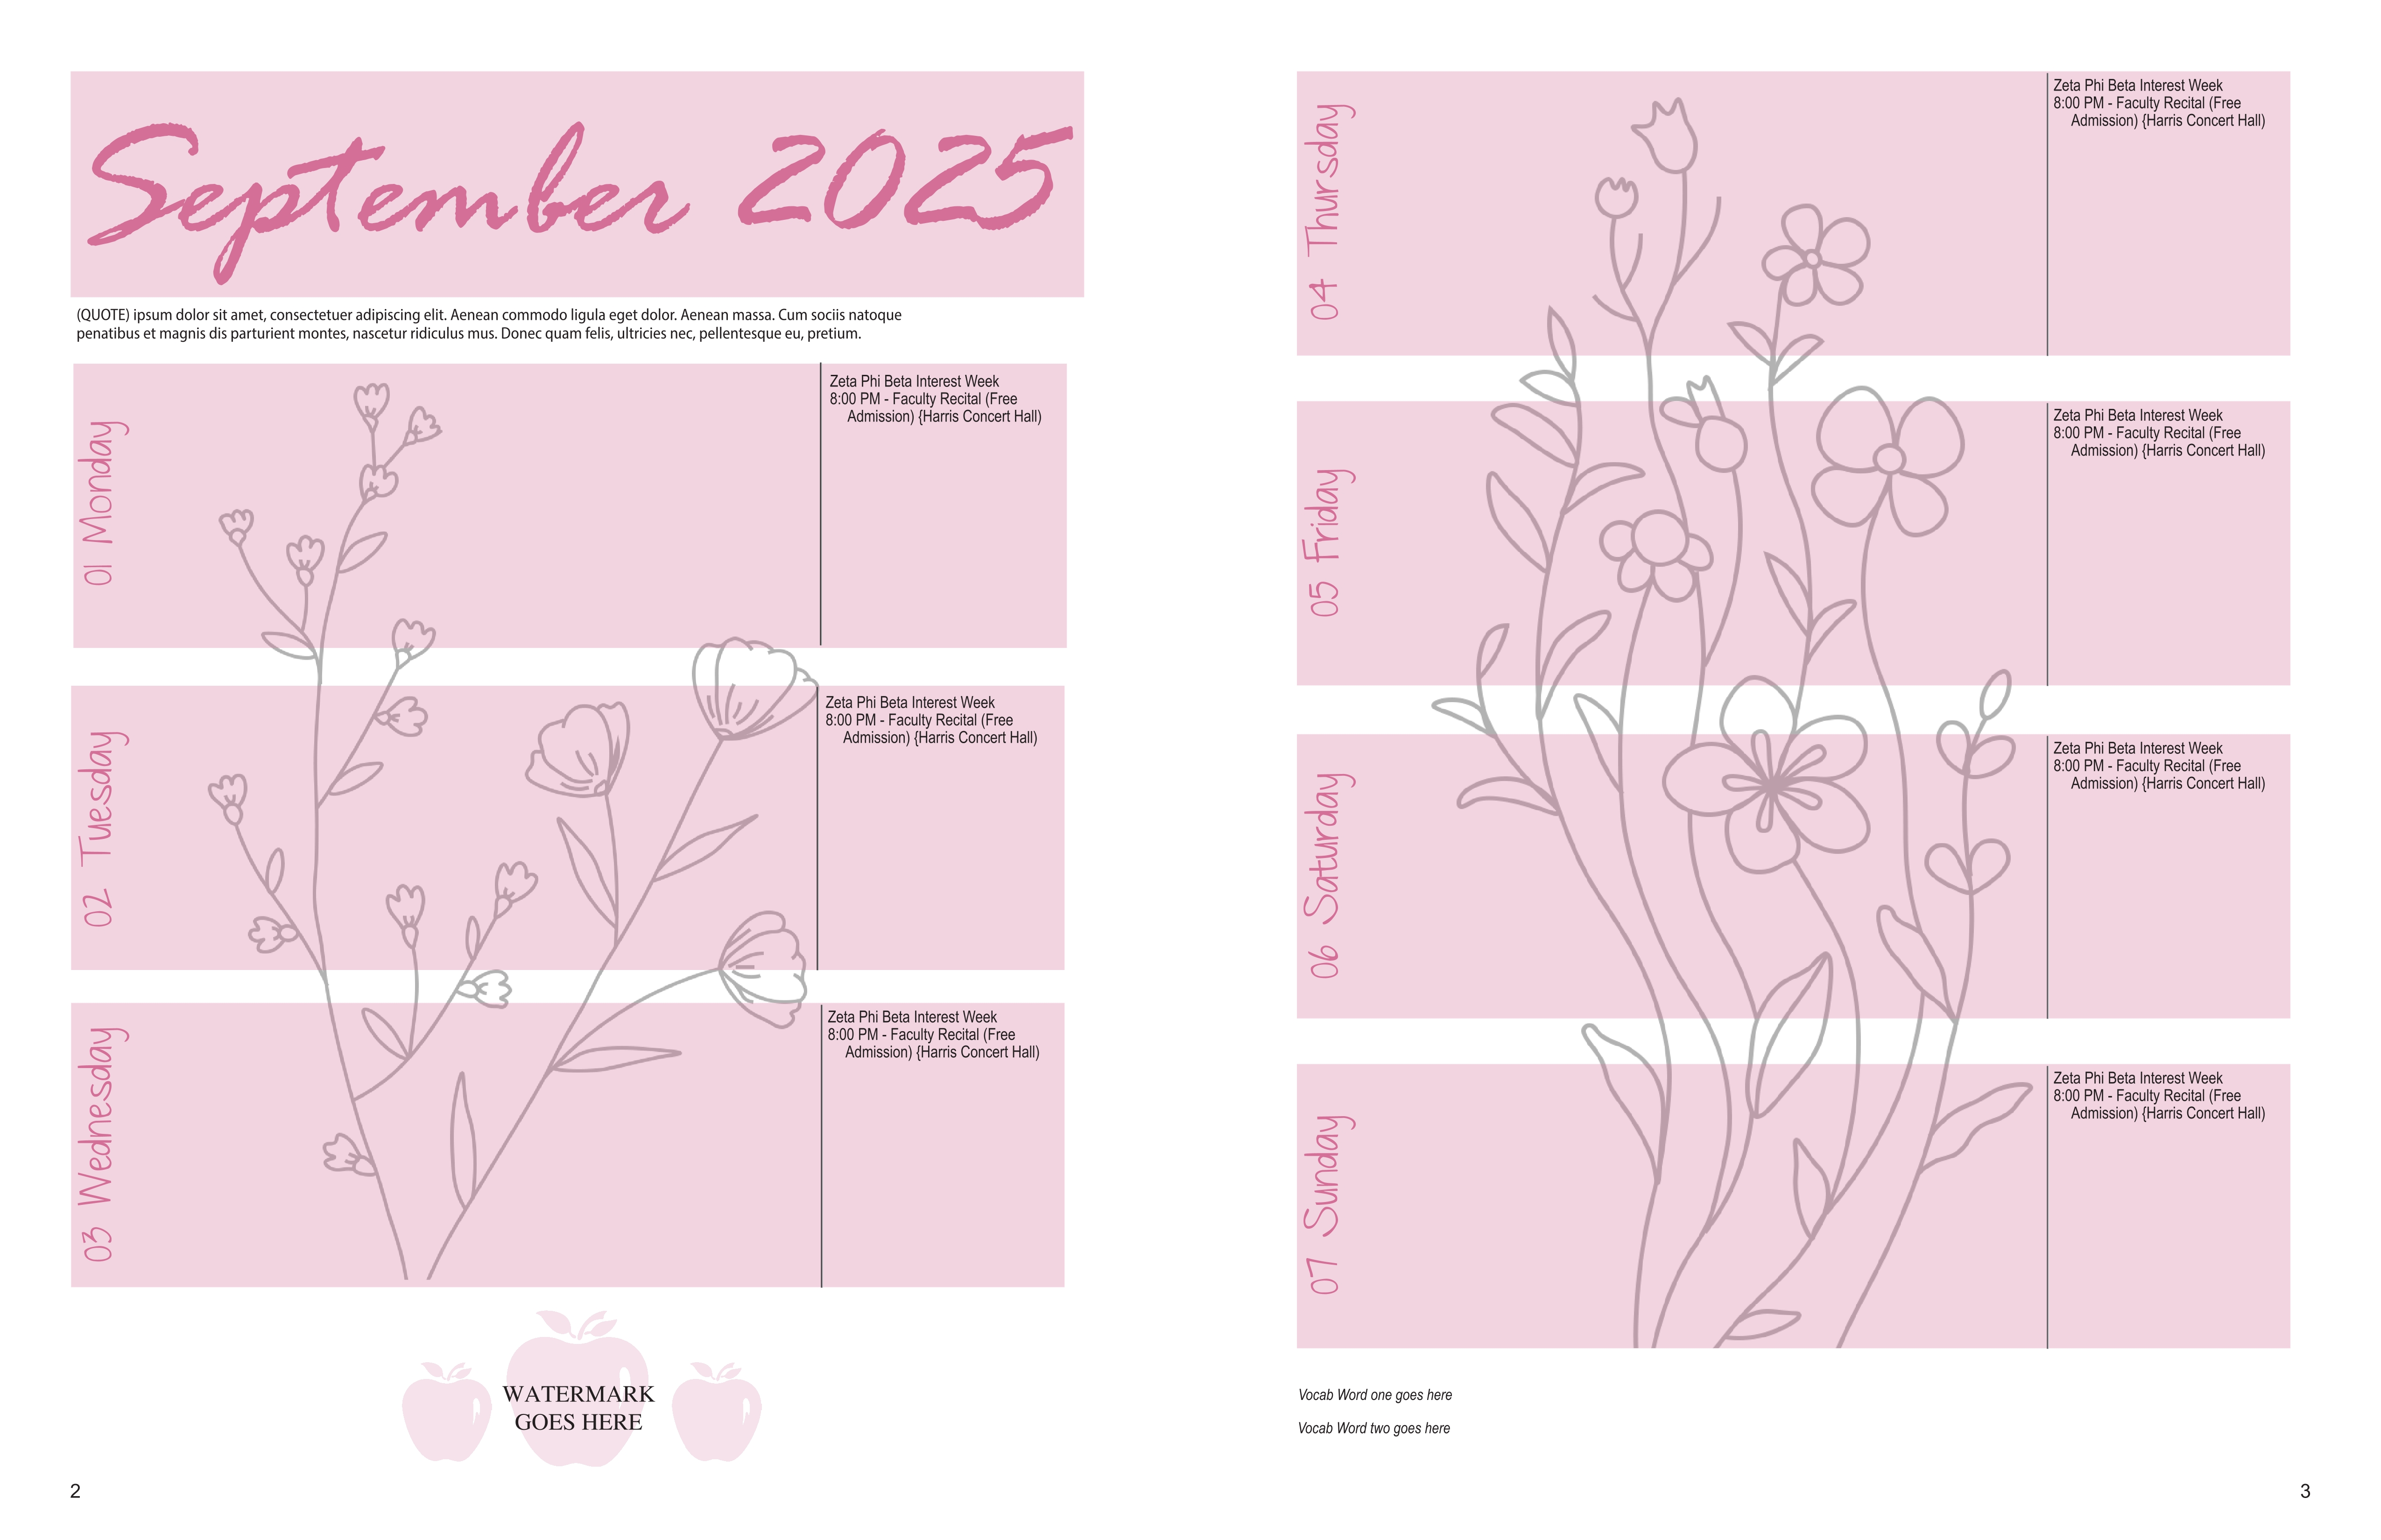 September 2025
(QUOTE) ipsum dolor sit amet, consectetuer adipiscing elit. Aenean commodo ligula eget dolor. Aenean massa. Cum sociis natoque
penatibus et magnis dis parturient montes, nascetur ridiculus mus. Donec quam felis, ultricies nec, pellentesque eu, pretium.
01 Monday
Zeta Phi Beta Interest Week
8:00 PM - Faculty Recital (Free
Admission) {Harris Concert Hall)
02 Tuesday
Zeta Phi Beta Interest Week
8:00 PM - Faculty Recital (Free
Admission) {Harris Concert Hall)
03 Wednesday
Zeta Phi Beta Interest Week
8:00 PM - Faculty Recital (Free
Admission) {Harris Concert Hall)
WATERMARK
GOES HERE
2
04 Thursday
Zeta Phi Beta Interest Week
8:00 PM - Faculty Recital (Free
Admission) {Harris Concert Hall)
05 Friday
Zeta Phi Beta Interest Week
8:00 PM - Faculty Recital (Free
Admission) {Harris Concert Hall)
06 Saturday
Zeta Phi Beta Interest Week
8:00 PM - Faculty Recital (Free
Admission) {Harris Concert Hall)
07 Sunday
Zeta Phi Beta Interest Week
8:00 PM - Faculty Recital (Free
Admission) {Harris Concert Hall)
Vocab Word one goes here
Vocab Word two goes here
3